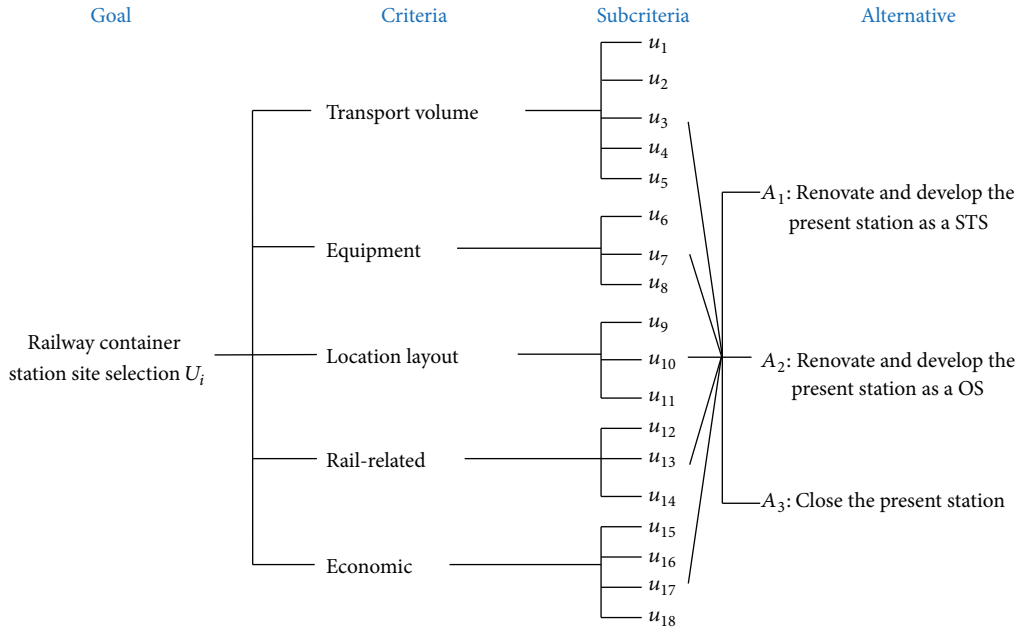 Goal
Criteria
Subcriteria
Alternative
u₁
u₂
Transport volume
u₃
u₄
u₅
A₁: Renovate and develop the
present station as a STS
u₆
Equipment
u₇
u₈
Railway container
station site selection Uᵢ
u₉
Location layout
u₁₀
u₁₁
A₂: Renovate and develop the
present station as a OS
u₁₂
Rail-related
u₁₃
u₁₄
A₃: Close the present station
u₁₅
u₁₆
Economic
u₁₇
u₁₈